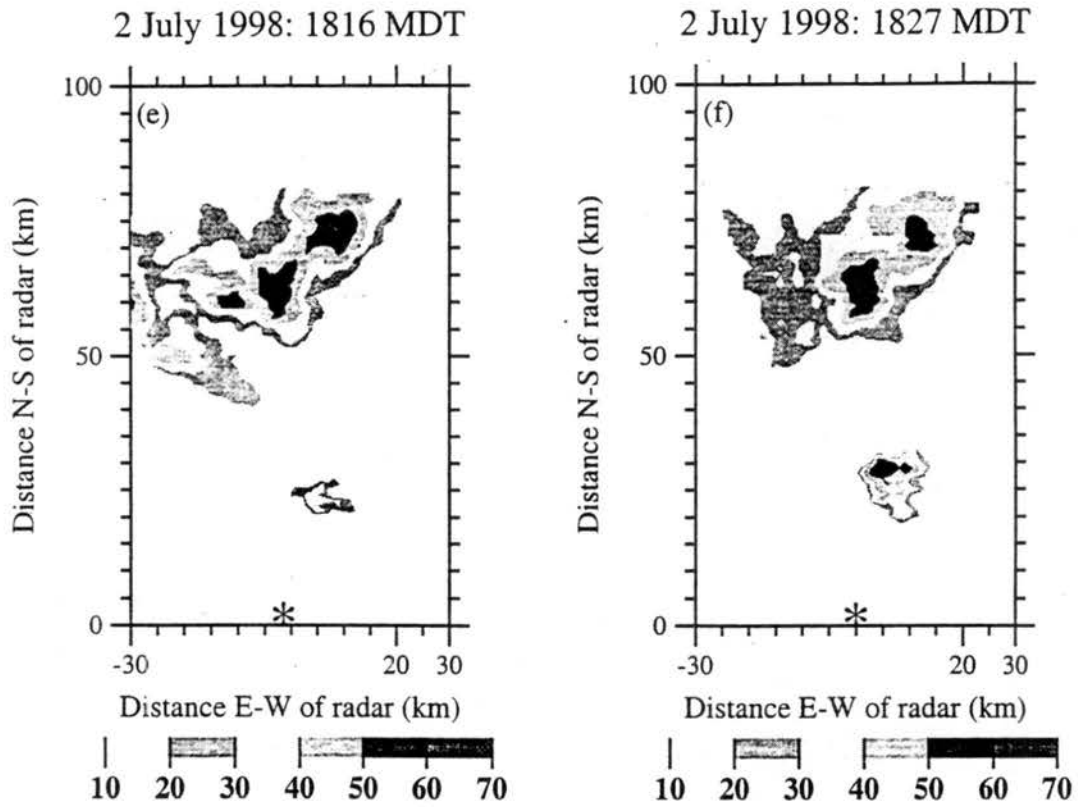 2 July 1998: 1816 MDT
100
(e)
50
0
Distance N-S of radar (km)
-30 20 30
Distance E-W of radar (km)
10 20 30 40 50 60 70
2 July 1998: 1827 MDT
100
(f)
50
0
Distance N-S of radar (km)
-30 20 30
Distance E-W of radar (km)
10 20 30 40 50 60 70